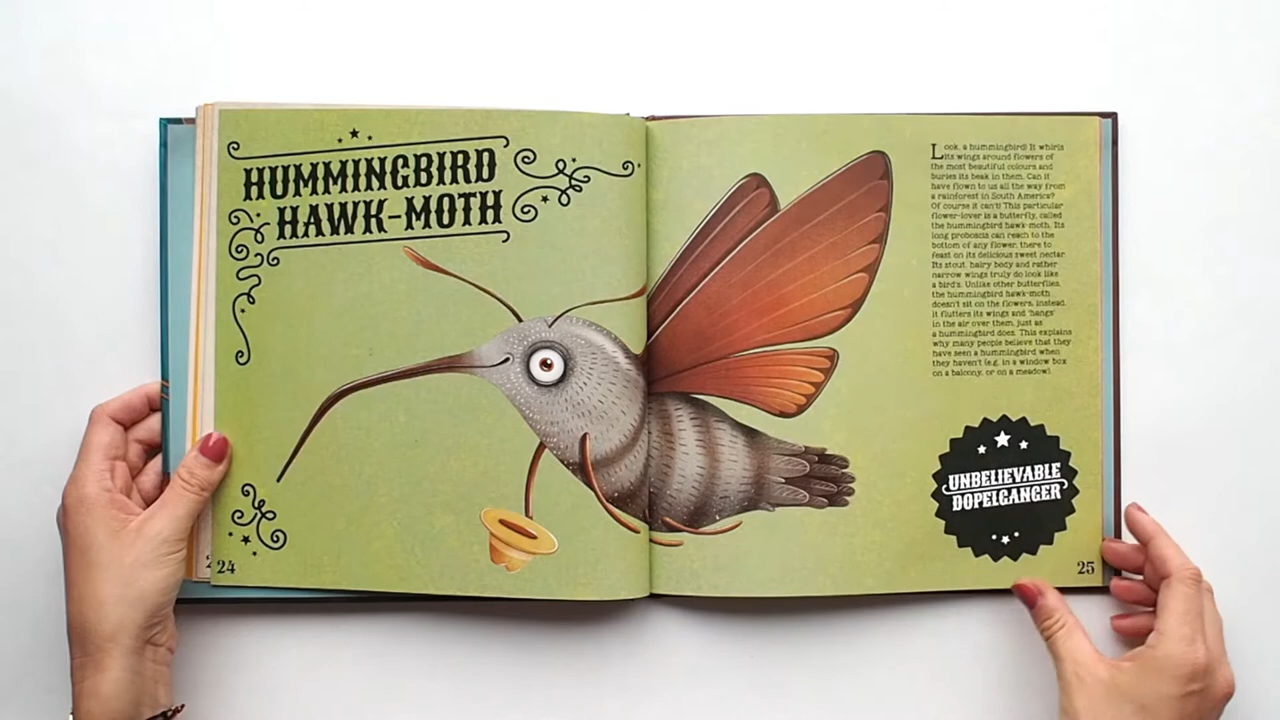 HUMMINGBIRD
HAWK-MOTH
Look, a hummingbird! It whirls
its wings around flowers of
the most beautiful colours and
buries its beak in them. Can it
have flown to us all the way from
a rainforest in South America?
Of course it can't! This particular
flower-lover is a butterfly, called
the hummingbird hawk-moth. Its
long proboscis can reach to the
bottom of any flower, there to
feast on its delicious sweet nectar.
Its stout, hairy body and rather
narrow wings truly do look like
a bird's. Unlike other butterflies,
the hummingbird hawk-moth
doesn't sit on the flowers, instead,
it flutters its wings and 'hangs'
in the air over them, just as
a hummingbird does. This explains
why many people believe that they
have seen a hummingbird when
they haven't (e.g. in a window box
on a balcony, or on a meadow).
UNBELIEVABLE
DOPELGANGER
24
25